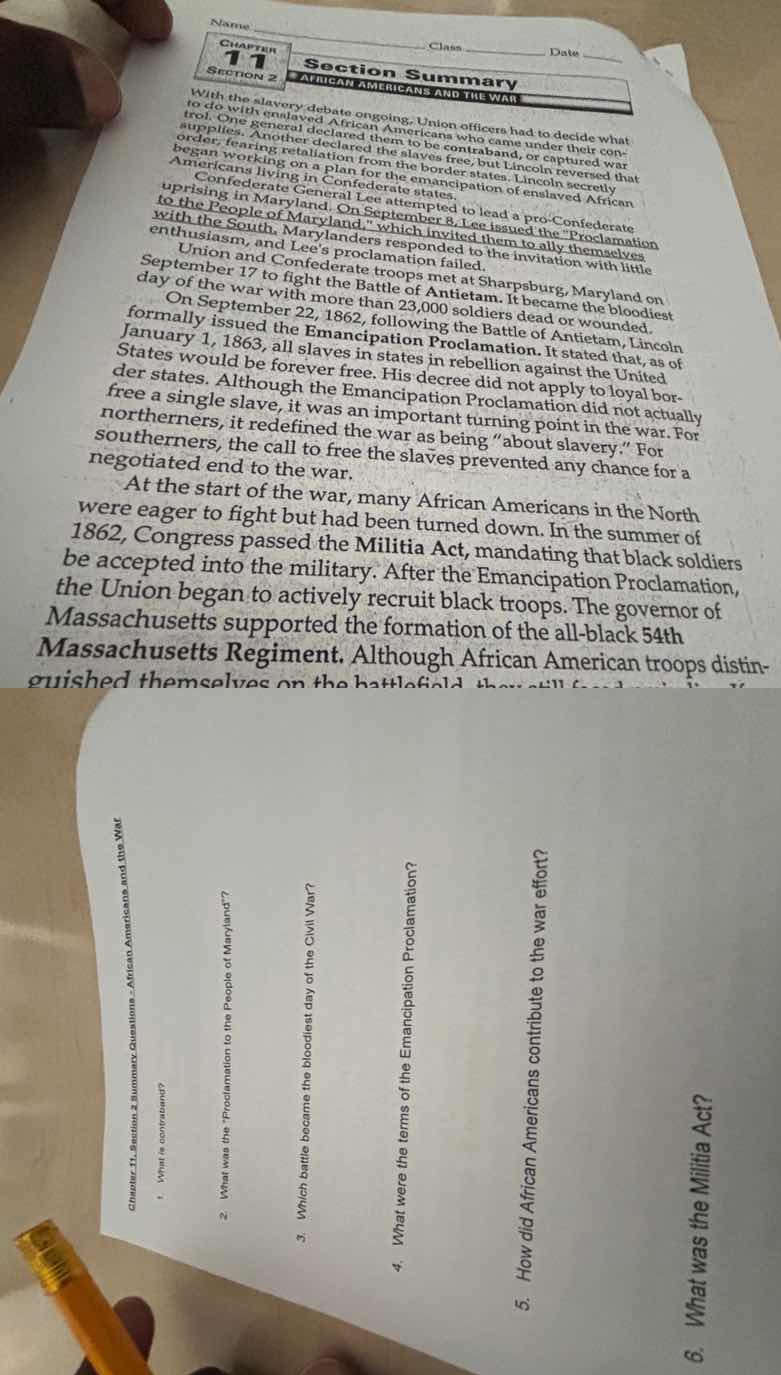 Name
Class
Date
CHAPTER
11
SECTION 2
Section Summary
AFRICAN AMERICANS AND THE WAR
With the slavery debate ongoing, Union officers had to decide what
to do with enslaved African Americans who came under their con-
trol. One general declared them to be contraband, or captured war
supplies. Another declared the slaves free, but Lincoln reversed that
order, fearing retaliation from the border states. Lincoln secretly
began working on a plan for the emancipation of enslaved African
Americans living in Confederate states.
Confederate General Lee attempted to lead a pro-Confederate
uprising in Maryland. On September 8, Lee issued the "Proclamation
to the People of Maryland," which invited them to ally themselves
with the South. Marylanders responded to the invitation with little
enthusiasm, and Lee's proclamation failed.
Union and Confederate troops met at Sharpsburg, Maryland on
September 17 to fight the Battle of Antietam. It became the bloodiest
day of the war with more than 23,000 soldiers dead or wounded.
On September 22, 1862, following the Battle of Antietam, Lincoln
formally issued the Emancipation Proclamation. It stated that, as of
January 1, 1863, all slaves in states in rebellion against the United
States would be forever free. His decree did not apply to loyal bor-
der states. Although the Emancipation Proclamation did not actually
free a single slave, it was an important turning point in the war. For
northerners, it redefined the war as being "about slavery." For
southerners, the call to free the slaves prevented any chance for a
negotiated end to the war.
At the start of the war, many African Americans in the North
were eager to fight but had been turned down. In the summer of
1862, Congress passed the Militia Act, mandating that black soldiers
be accepted into the military. After the Emancipation Proclamation,
the Union began to actively recruit black troops. The governor of
Massachusetts supported the formation of the all-black 54th
Massachusetts Regiment. Although African American troops distin-
guished themselves on the battlefield, they still
Chapter 11, Section 2 Summary Questions - African Americans and the War
1. What is contraband?
2. What was the "Proclamation to the People of Maryland"?
3. Which battle became the bloodiest day of the Civil War?
4. What were the terms of the Emancipation Proclamation?
5. How did African Americans contribute to the war effort?
6. What was the Militia Act?